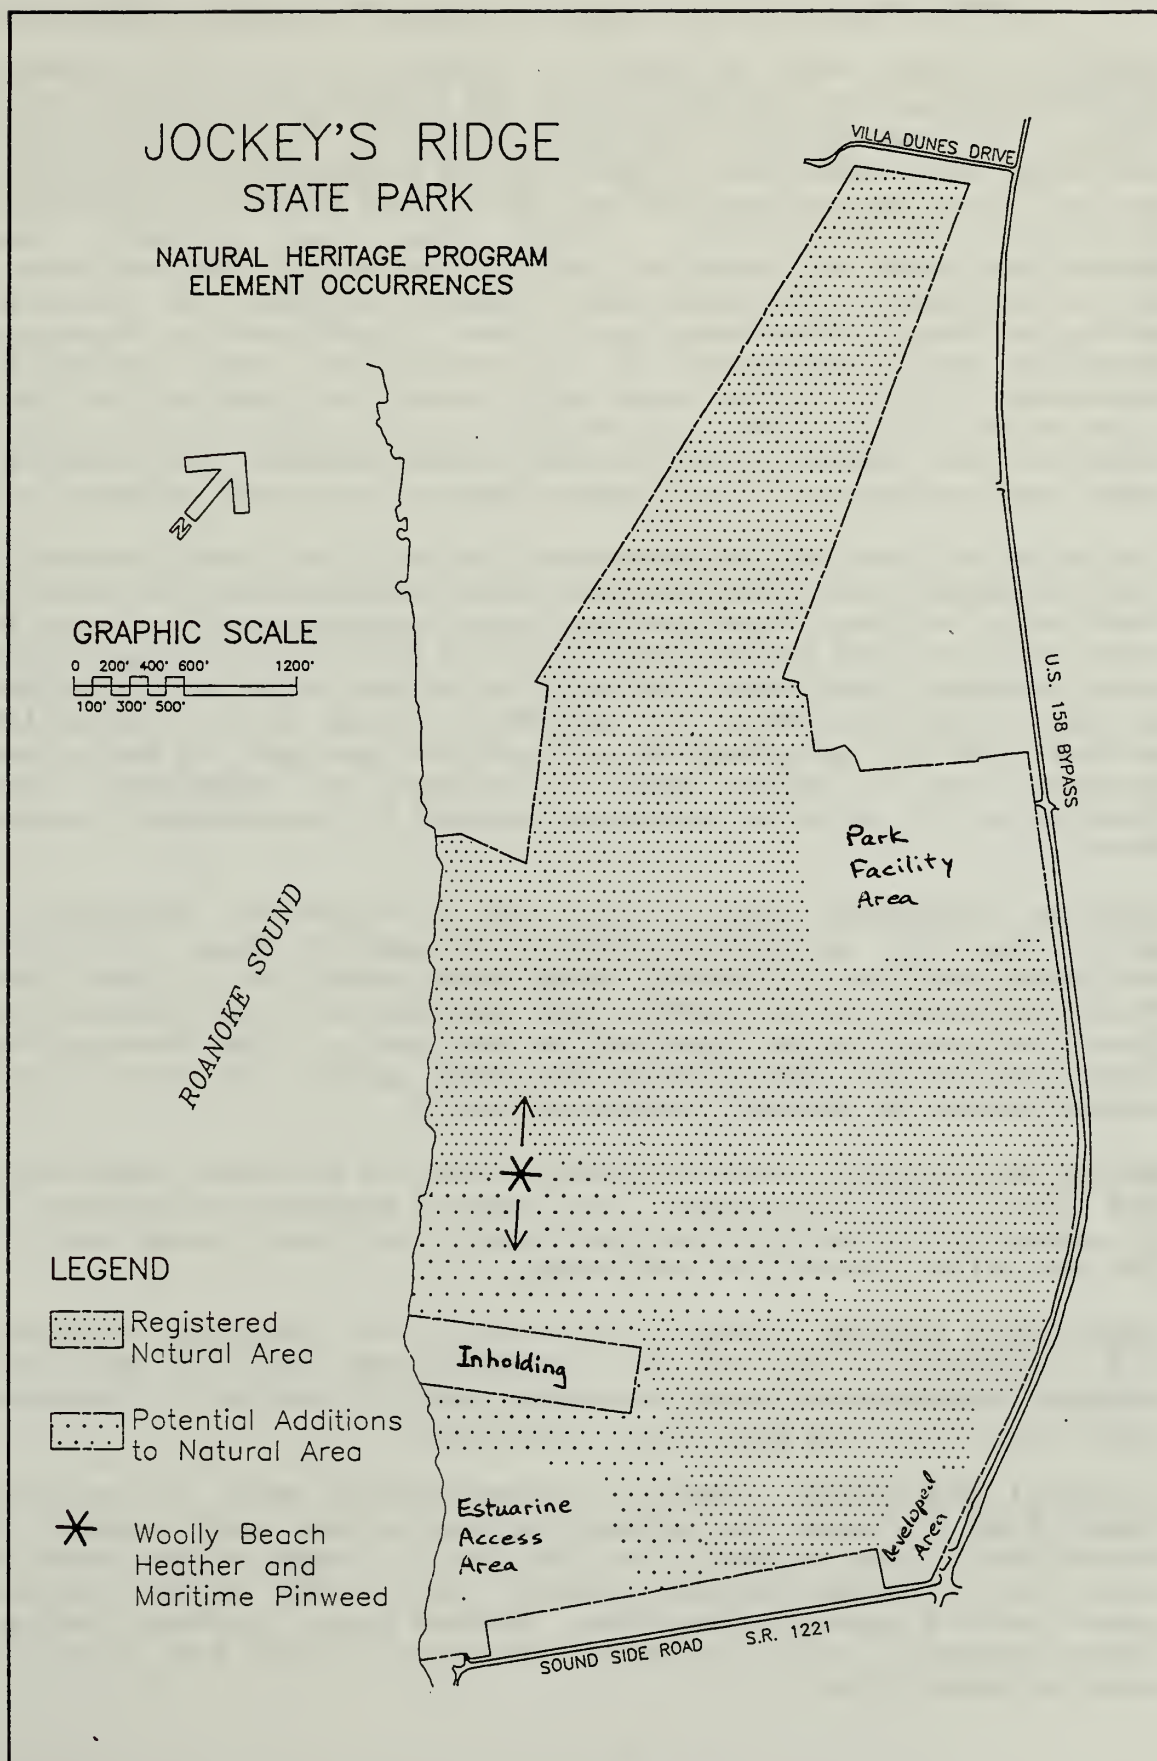 JOCKEY'S RIDGE
STATE PARK
NATURAL HERITAGE PROGRAM
ELEMENT OCCURRENCES
VILLA DUNES DRIVE
N
GRAPHIC SCALE
0 200' 400' 600' 1200'
100' 300' 500'
U.S. 158 BYPASS
Park
Facility
Area
ROANOKE SOUND
LEGEND
Registered
Natural Area
Potential Additions
to Natural Area
Woolly Beach
Heather and
Maritime Pinweed
Inholding
Estuarine
Access
Area
Developed
Area
SOUND SIDE ROAD S.R. 1221